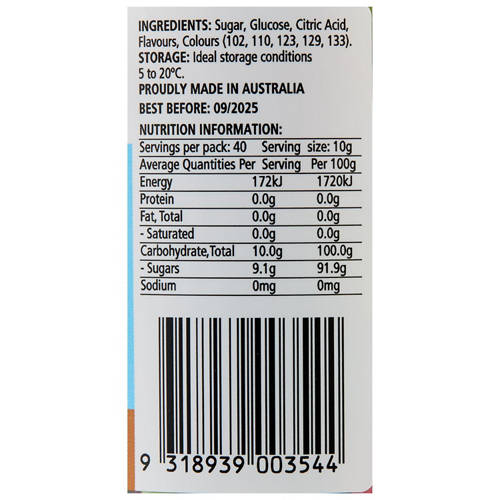 INGREDIENTS: Sugar, Glucose, Citric Acid,
Flavours, Colours (102, 110, 123, 129, 133).
STORAGE: Ideal storage conditions
5 to 20ºC.
PROUDLY MADE IN AUSTRALIA
BEST BEFORE: 09/2025
NUTRITION INFORMATION:
Servings per pack: 40 Serving size: 10g
Average Quantities Per Serving Per 100g
Energy 172kJ 1720kJ
Protein 0.0g 0.0g
Fat, Total 0.0g 0.0g
- Saturated 0.0g 0.0g
Carbohydrate,Total 10.0g 100.0g
- Sugars 9.1g 91.9g
Sodium 0mg 0mg
9 318939 003544